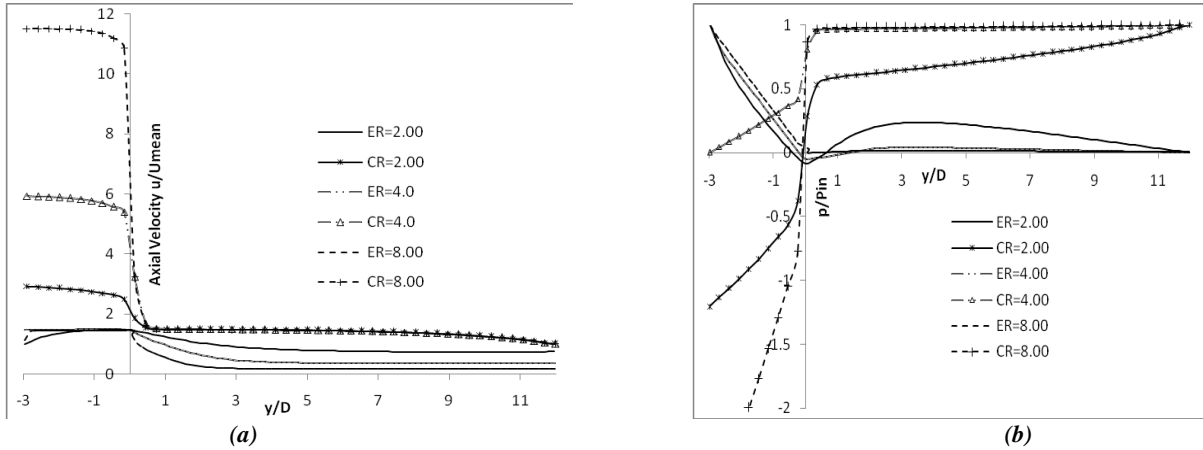 12
10
8
6
4
2
0
-3
-1
1
3
5
7
9
11
y/D
Axial Velocity u/Umean
ER=2.00
CR=2.00
ER=4.0
CR=4.0
ER=8.00
CR=8.00
(a)
1
0.5
0
-0.5
-1
-1.5
-2
-3
-1
1
3
5
7
9
11
y/D
p/Pin
ER=2.00
CR=2.00
ER=4.00
CR=4.00
ER=8.00
CR=8.00
(b)